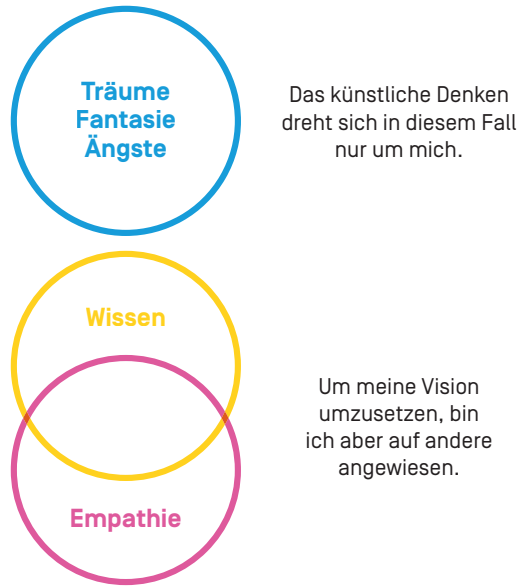 Träume
Fantasie
Ängste
Das künstliche Denken
dreht sich in diesem Fall
nur um mich.
Wissen
Um meine Vision
umzusetzen, bin
ich aber auf andere
angewiesen.
Empathie